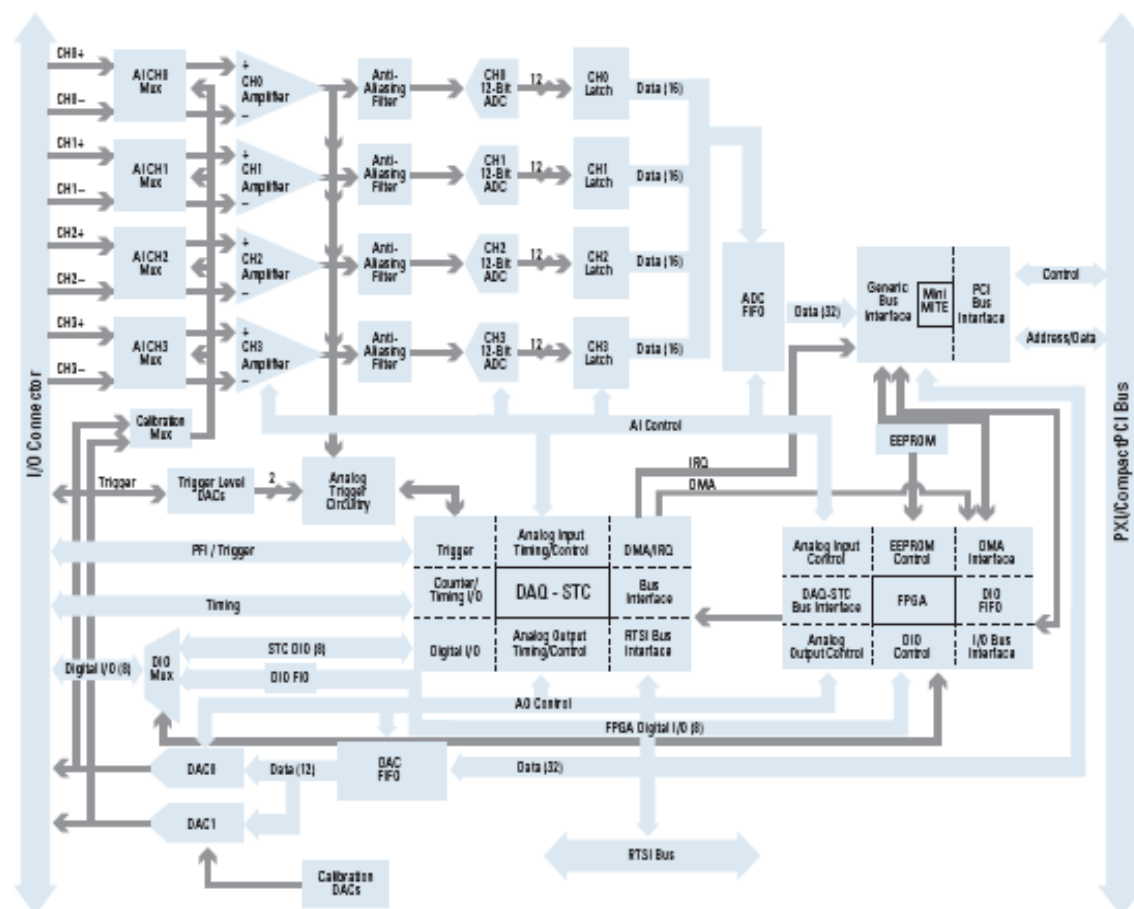 CH0+
CH0–
CH1+
CH1–
CH2+
CH2–
CH3+
CH3–
AI CH0
Mux
AI CH1
Mux
AI CH2
Mux
AI CH3
Mux
+
CH0
Amplifier
–
+
CH1
Amplifier
–
+
CH2
Amplifier
–
+
CH3
Amplifier
–
Anti-
Aliasing
Filter
Anti-
Aliasing
Filter
Anti-
Aliasing
Filter
Anti-
Aliasing
Filter
CH0
12-Bit
ADC
CH1
12-Bit
ADC
CH2
12-Bit
ADC
CH3
12-Bit
ADC
12
12
12
12
CH0
Latch
CH1
Latch
CH2
Latch
CH3
Latch
Data (16)
Data (16)
Data (16)
Data (16)
ADC
FIFO
Data (32)
Generic
Bus
Interface
Mini
MITE
PCI
Bus
Interface
Control
Address/Data
I/O Connector
PXI/CompactPCI Bus
Calibration
Mux
AI Control
EEPROM
IRQ
DMA
Trigger
Trigger Level
DACs
2
Analog
Trigger
Circuitry
PFI / Trigger
Timing
Trigger
Analog Input
Timing/Control
DMA/IRQ
Counter/
Timing I/O
DAQ - STC
Bus
Interface
Digital I/O
Analog Output
Timing/Control
RTSI Bus
Interface
Analog Input
Control
EEPROM
Control
DMA
Interface
DAQ-STC
Bus Interface
FPGA
DIO
FIFO
Analog
Output Control
DIO
Control
I/O Bus
Interface
Digital I/O (8)
DIO
Mux
STC DIO (8)
DIO FIO
AO Control
FPGA Digital I/O (8)
DAC0
Data (12)
DAC
FIFO
Data (32)
DAC1
RTSI Bus
Calibration
DACs